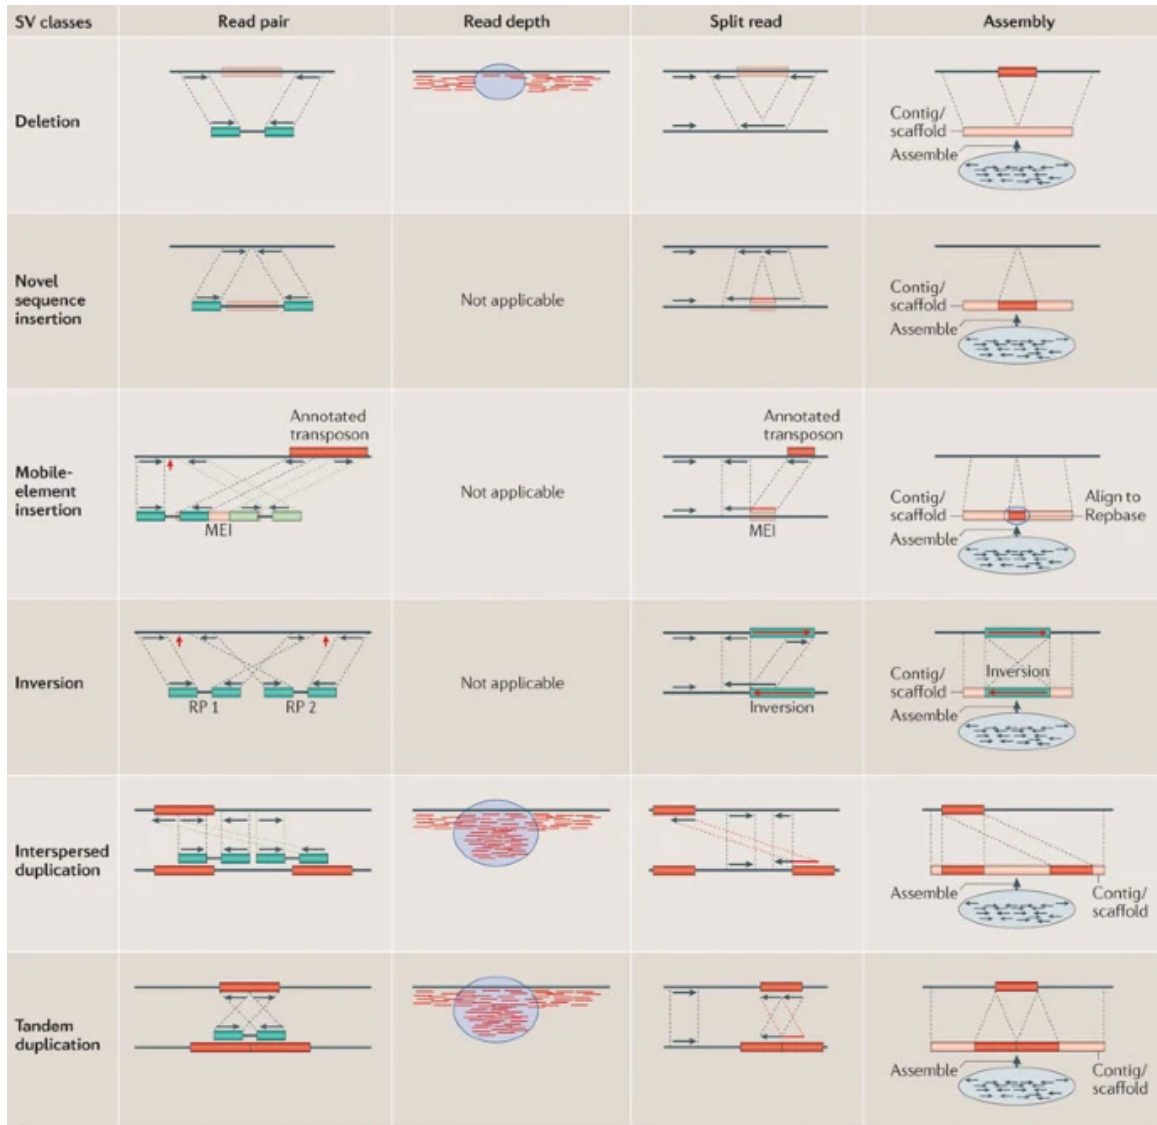 SV classes
Read pair
Read depth
Split read
Assembly
Deletion
Contig/
scaffold
Assemble
Novel
sequence
insertion
Not applicable
Contig/
scaffold
Assemble
Mobile-
element
insertion
Annotated
transposon
MEI
Not applicable
Annotated
transposon
MEI
Contig/
scaffold
Assemble
Align to
Repbase
Inversion
RP 1
RP 2
Not applicable
Inversion
Contig/
scaffold
Assemble
Inversion
Interspersed
duplication
Assemble
Contig/
scaffold
Tandem
duplication
Assemble
Contig/
scaffold